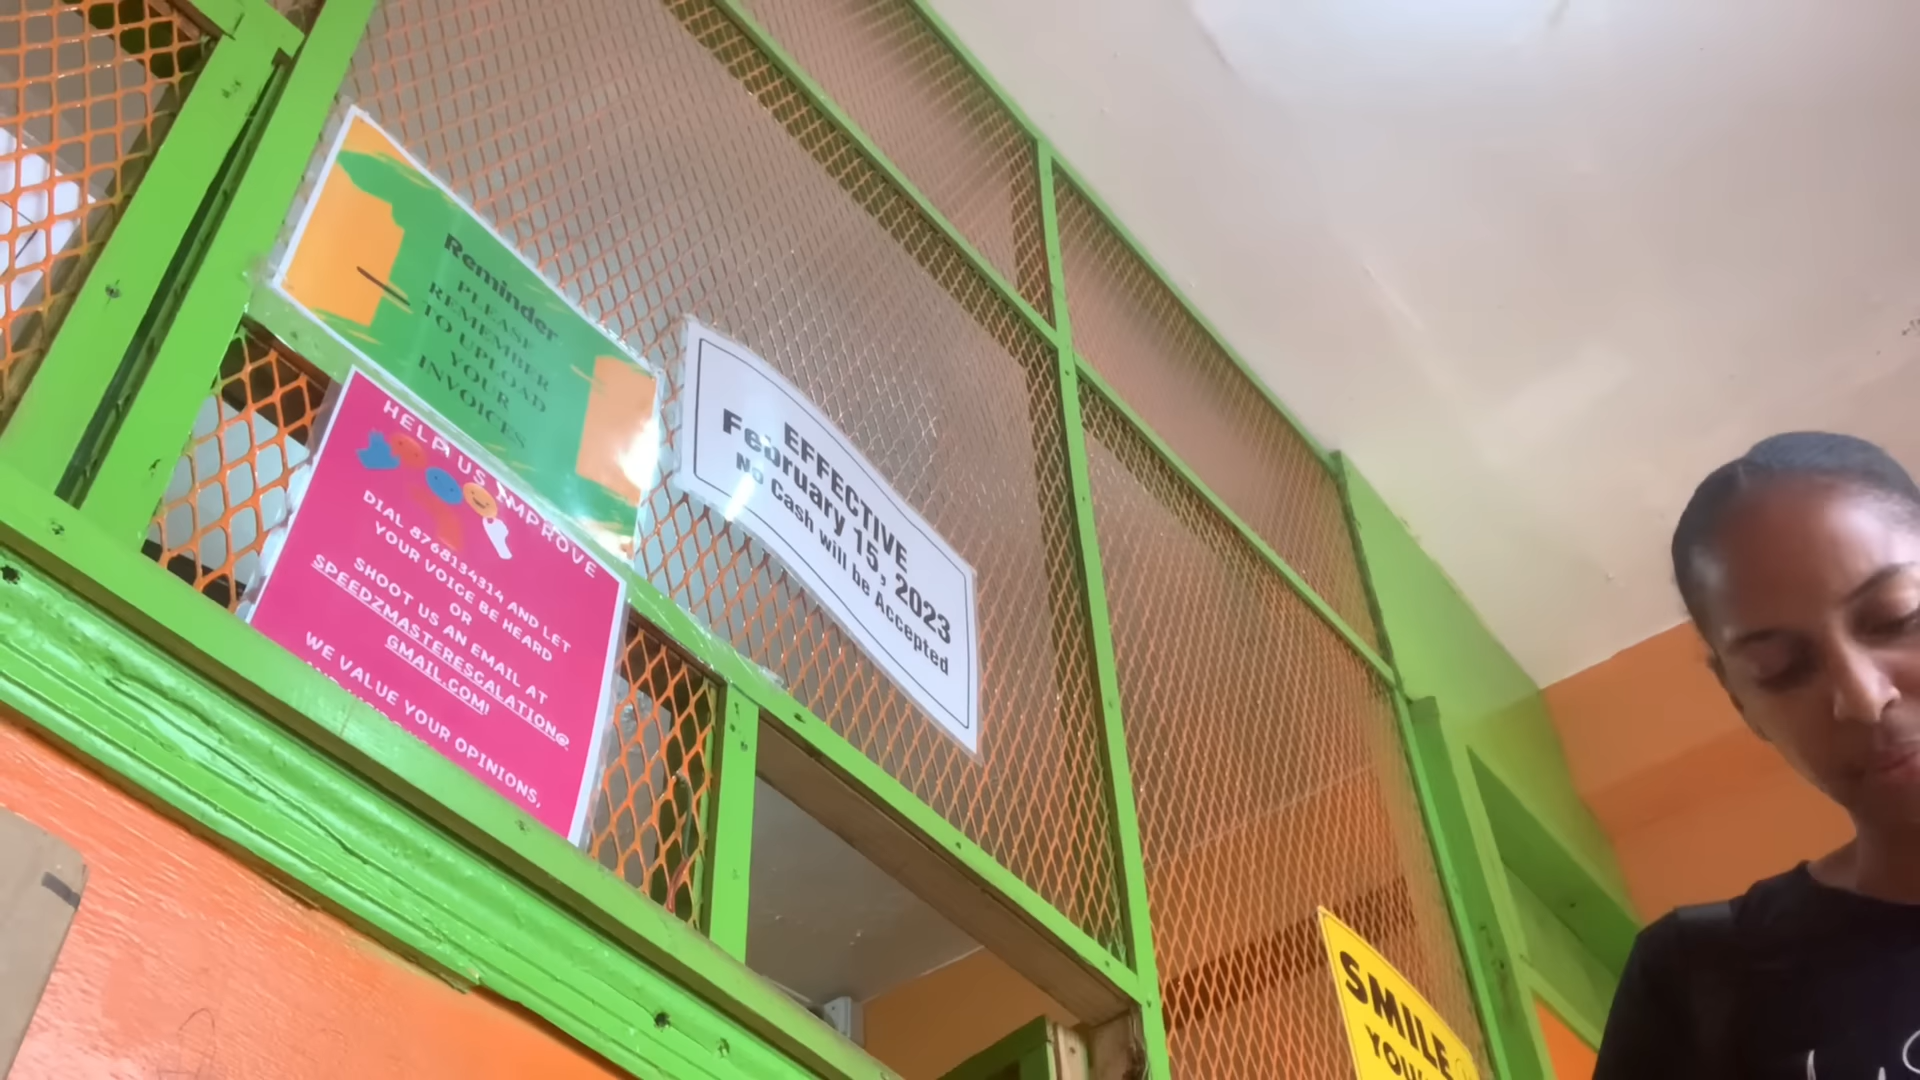 Reminder
PLEASE
REMEMBER
TO UPLOAD
YOUR
INVOICES
HELP US IMPROVE
DIAL 8768134314 AND LET
YOUR VOICE BE HEARD
OR
SHOOT US AN EMAIL AT
SPEEDZMASTERESCALATION@
GMAIL.COM!
WE VALUE YOUR OPINIONS,
EFFECTIVE
February 15, 2023
No Cash will be Accepted
SMILE